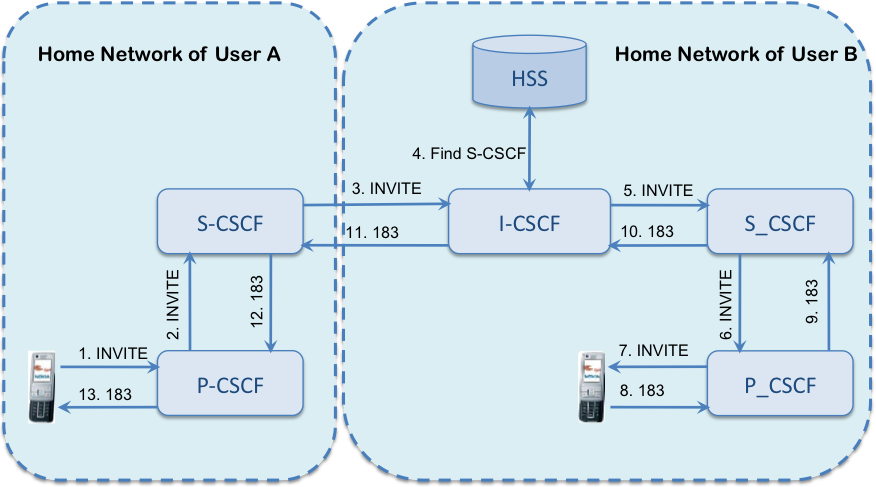 Home Network of User A
Home Network of User B
HSS
4. Find S-CSCF
3. INVITE
5. INVITE
S-CSCF
I-CSCF
S_CSCF
11. 183
10. 183
2. INVITE
12. 183
6. INVITE
9. 183
1. INVITE
7. INVITE
P-CSCF
P_CSCF
13. 183
8. 183